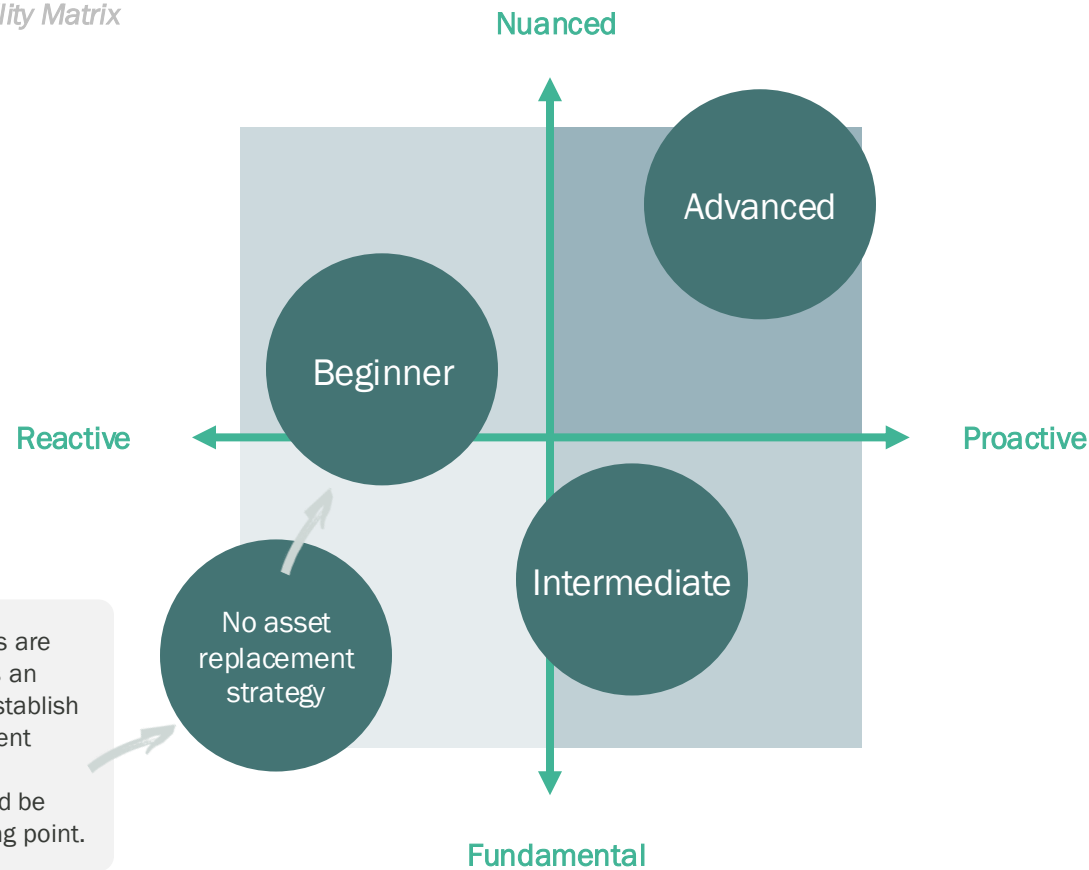 lity Matrix
Nuanced
Advanced
Beginner
Reactive
Proactive
Intermediate
No asset
replacement
strategy
s are
an
stablish
ent
d be
g point.
Fundamental